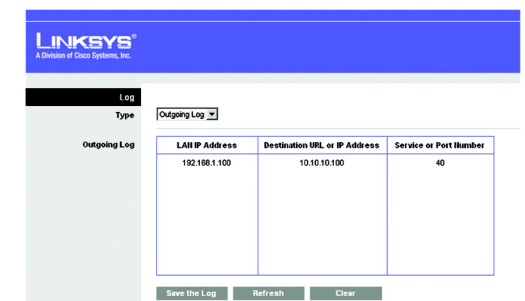 LINKSYS®
A Division of Cisco Systems, Inc.
Log
Type
Outgoing Log
Outgoing Log
LAN IP Address Destination URL or IP Address Service or Port Number
192.168.1.100 10.10.10.100 40
Save the Log Refresh Clear